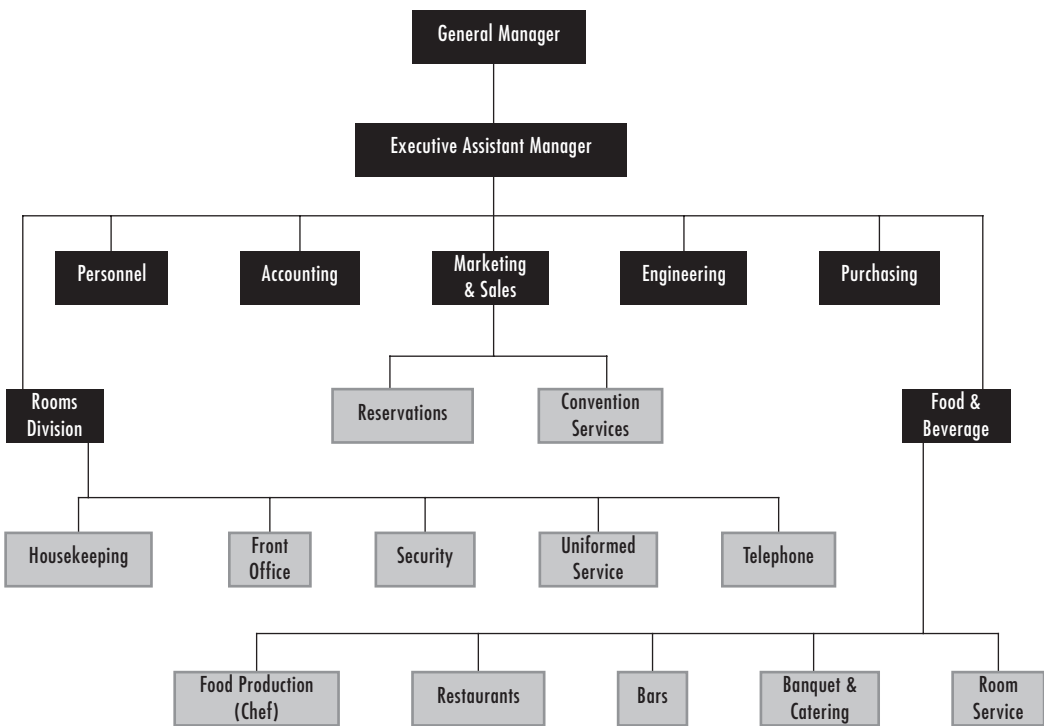 General Manager
Executive Assistant Manager
Personnel
Accounting
Marketing
& Sales
Engineering
Purchasing
Rooms
Division
Reservations
Convention
Services
Food &
Beverage
Housekeeping
Front
Office
Security
Uniformed
Service
Telephone
Food Production
(Chef)
Restaurants
Bars
Banquet &
Catering
Room
Service